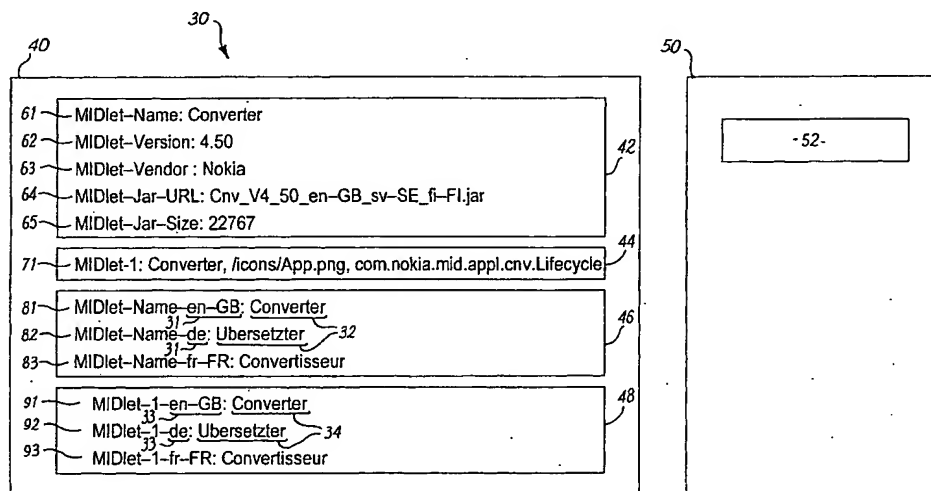 30
40
50
61 MIDlet-Name: Converter
62 MIDlet-Version: 4.50
63 MIDlet-Vendor : Nokia
64 MIDlet-Jar-URL: Cnv_V4_50_en-GB_sv-SE_fi-FI.jar
65 MIDlet-Jar-Size: 22767
42
-52-
71 MIDlet-1: Converter, /icons/App.png, com.nokia.mid.appl.cnv.Lifecycle
44
81 MIDlet-Name-en-GB: Converter
31
82 MIDlet-Name-de: Ubersetzter
32
31
83 MIDlet-Name-fr-FR: Convertisseur
46
91 MIDlet-1-en-GB: Converter
33
92 MIDlet-1-de: Ubersetzter
34
33
93 MIDlet-1-fr-FR: Convertisseur
48